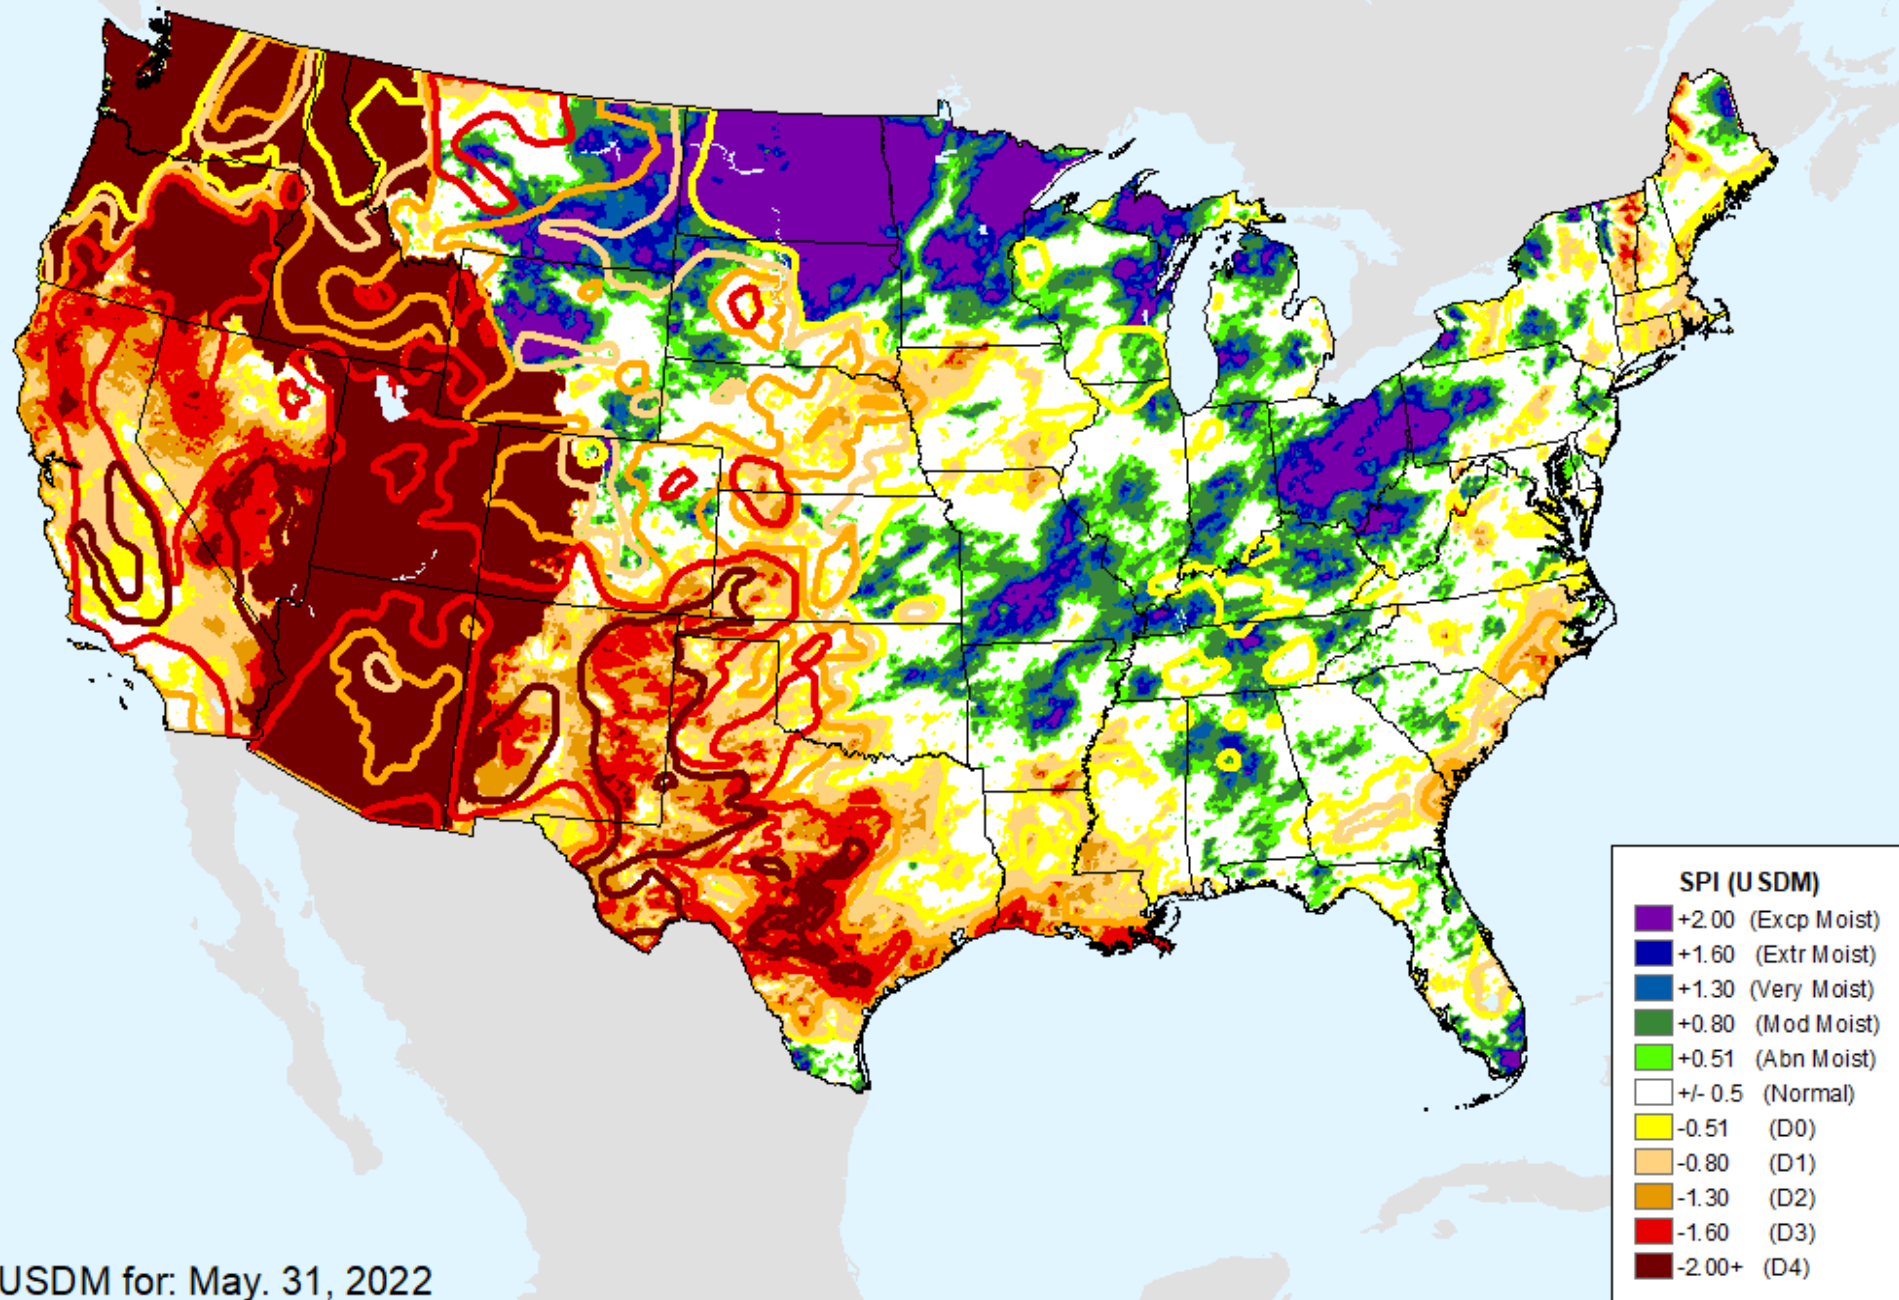 SPI (USDM)
+2.00 (Excp Moist)
+1.60 (Extr Moist)
+1.30 (Very Moist)
+0.80 (Mod Moist)
+0.51 (Abn Moist)
+/- 0.5 (Normal)
-0.51 (D0)
-0.80 (D1)
-1.30 (D2)
-1.60 (D3)
-2.00+ (D4)
USDM for: May. 31, 2022